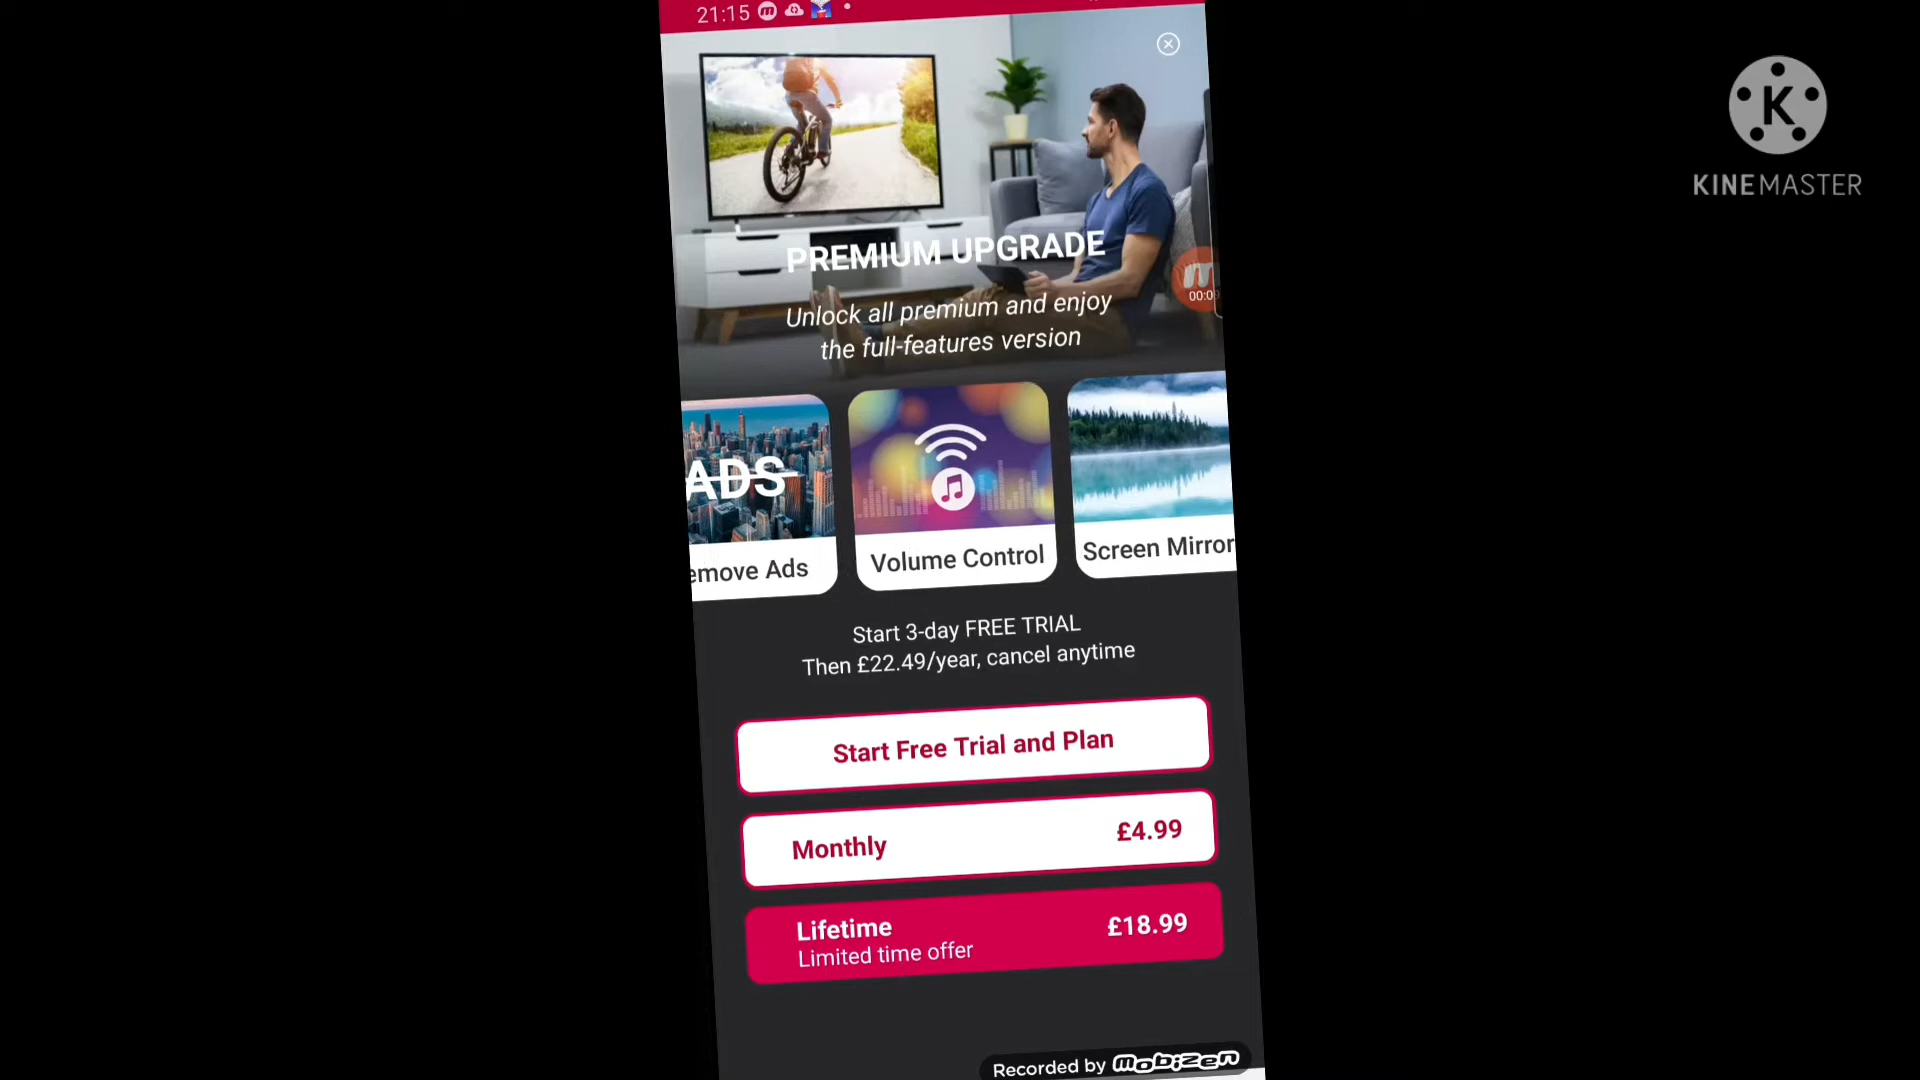 21:15
KINEMASTER
PREMIUM UPGRADE
00:0
Unlock all premium and enjoy
the full-features version
ADS
emove Ads
Volume Control
Screen Mirror
Start 3-day FREE TRIAL
Then £22.49/year, cancel anytime
Start Free Trial and Plan
Monthly £4.99
Lifetime £18.99
Limited time offer
Recorded by mobizen